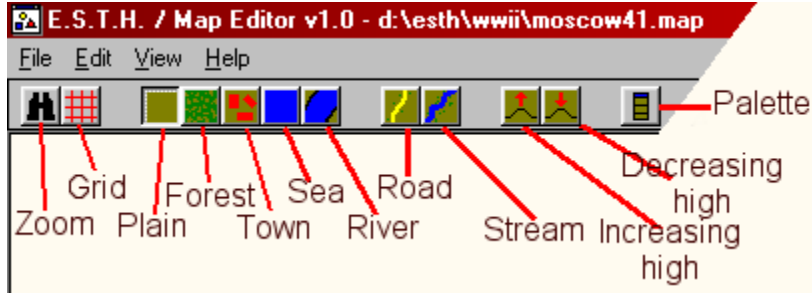 E.S.T.H. / Map Editor v1.0 - d:\esth\wwii\moscow41.map
File Edit View Help
Palette
Decreasing
high
Grid Forest Sea Road
Zoom Plain Town River Stream Increasing
high